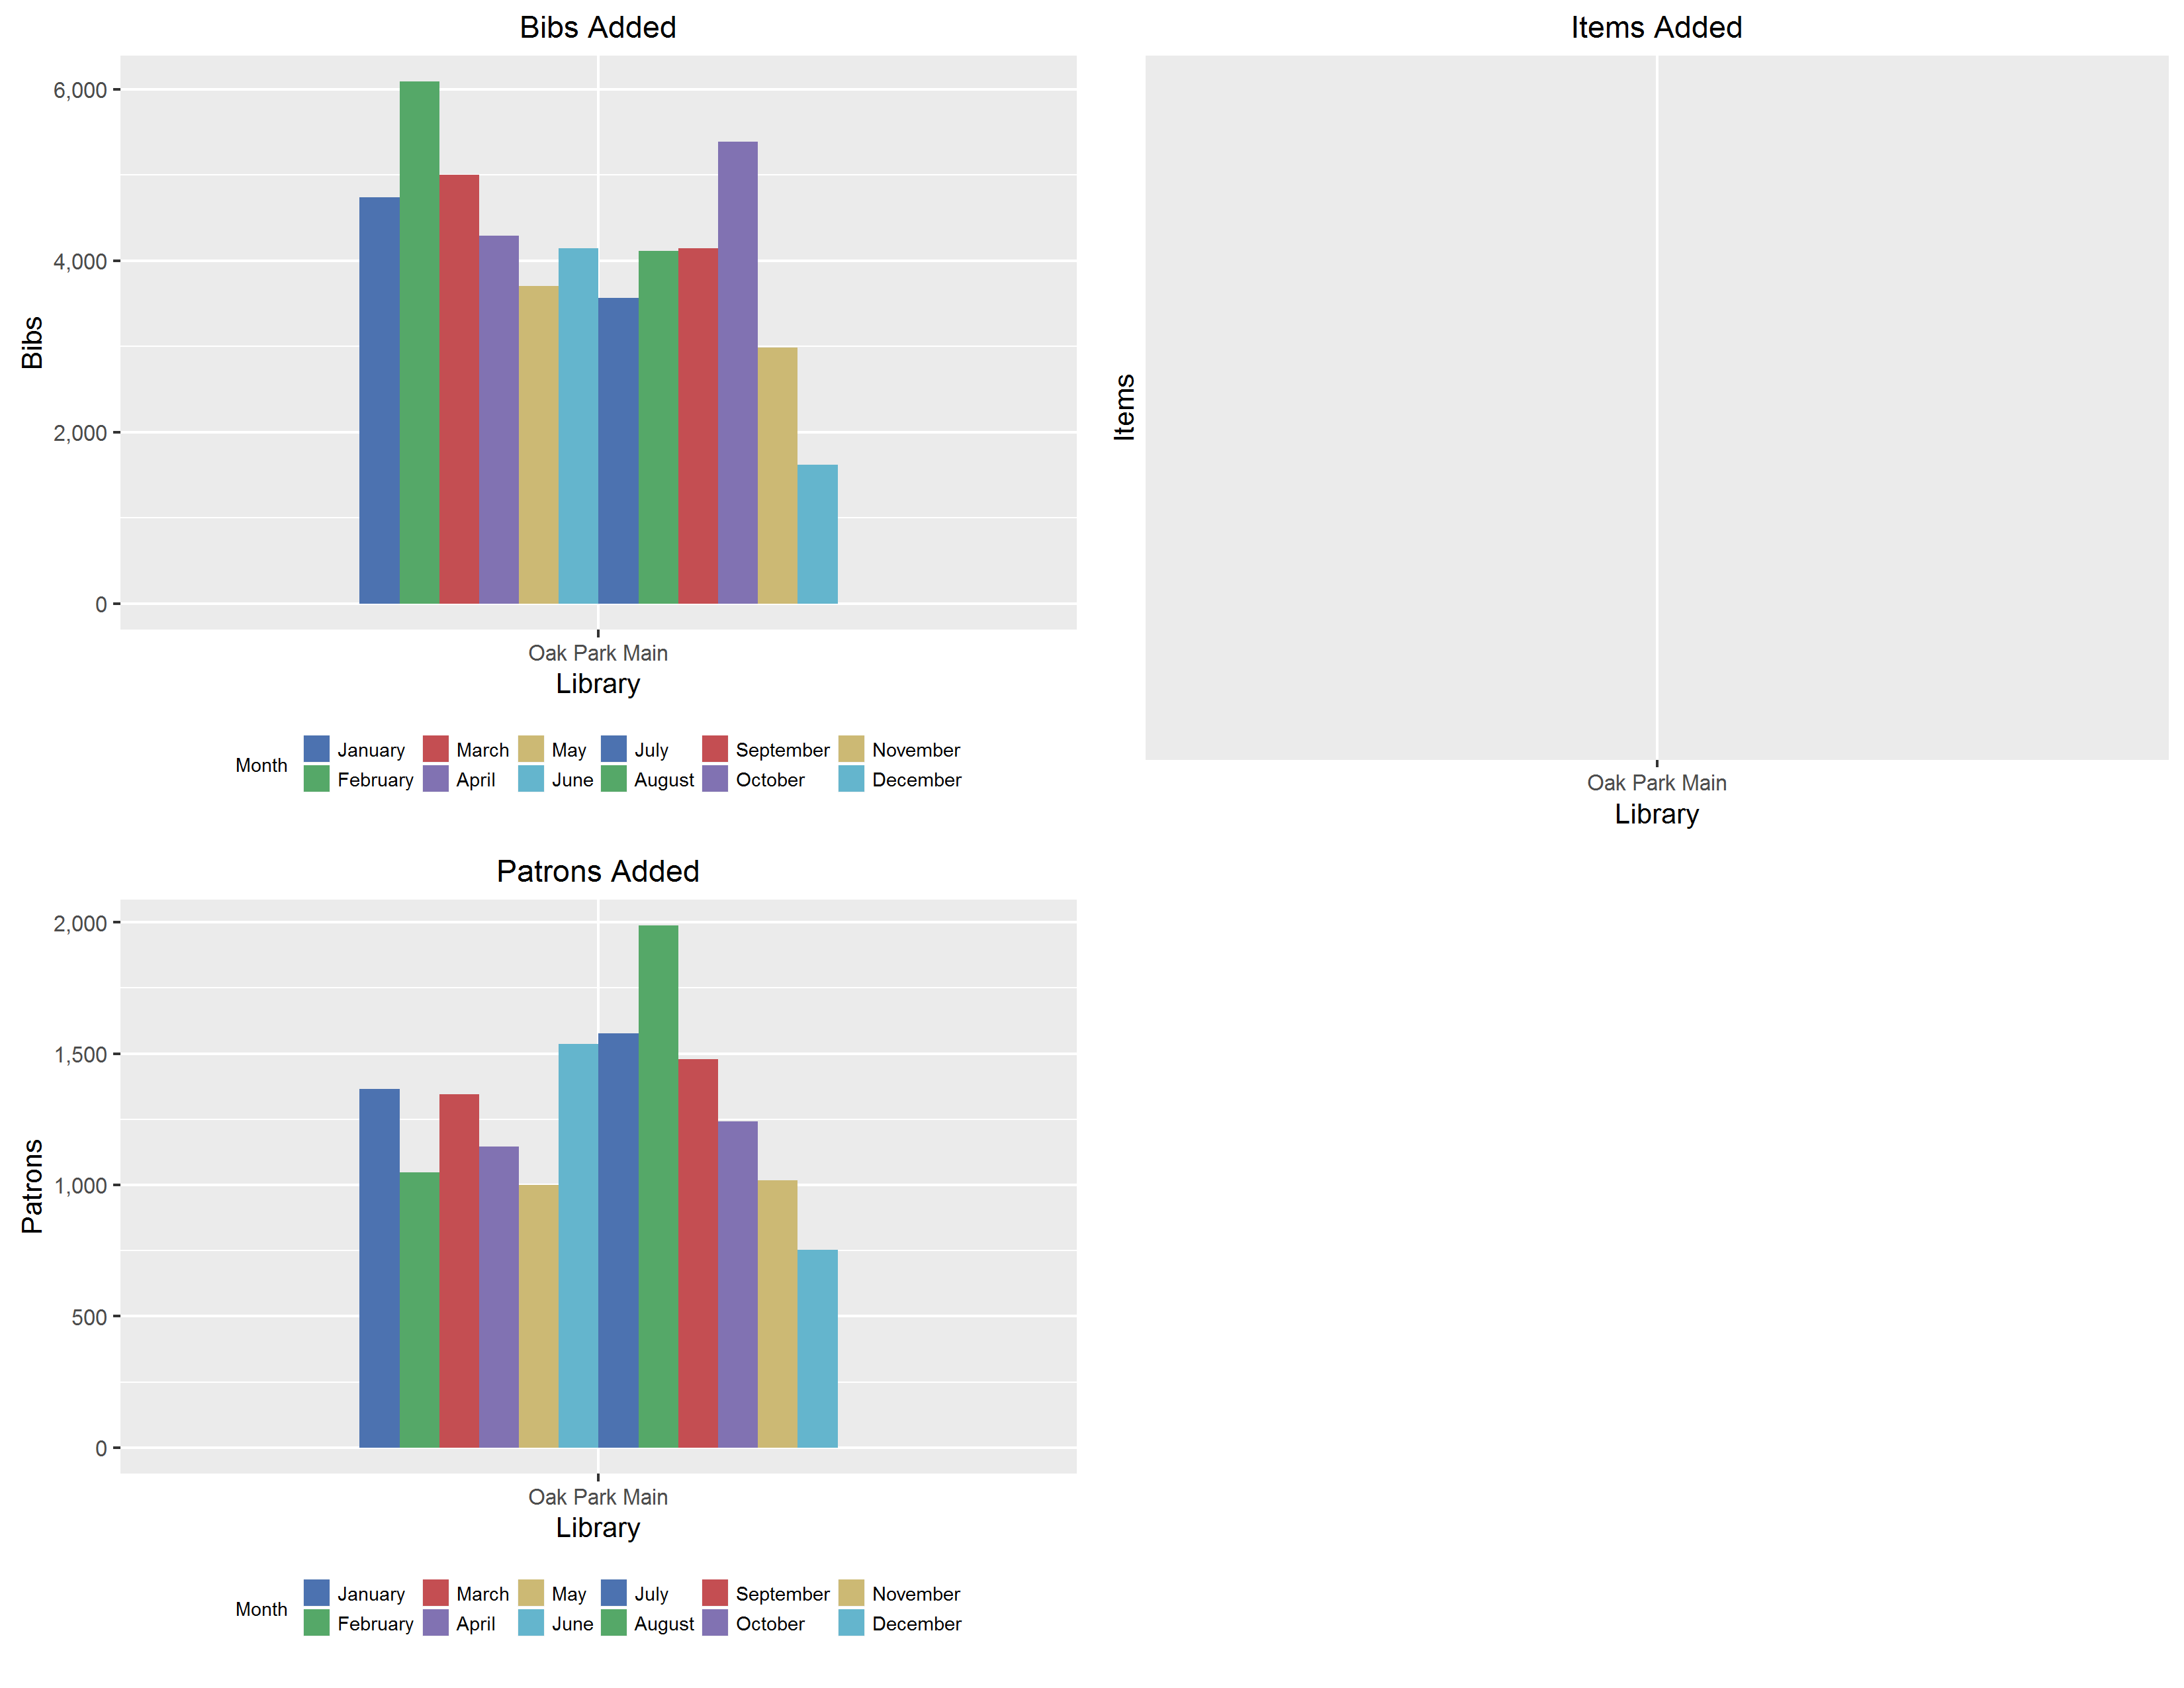 Bibs Added
6,000
4,000
2,000
0
Bibs
Oak Park Main
Library
Month
January March May July September November
February April June August October December
Items Added
Items
Oak Park Main
Library
Patrons Added
2,000
1,500
1,000
500
0
Patrons
Oak Park Main
Library
Month
January March May July September November
February April June August October December